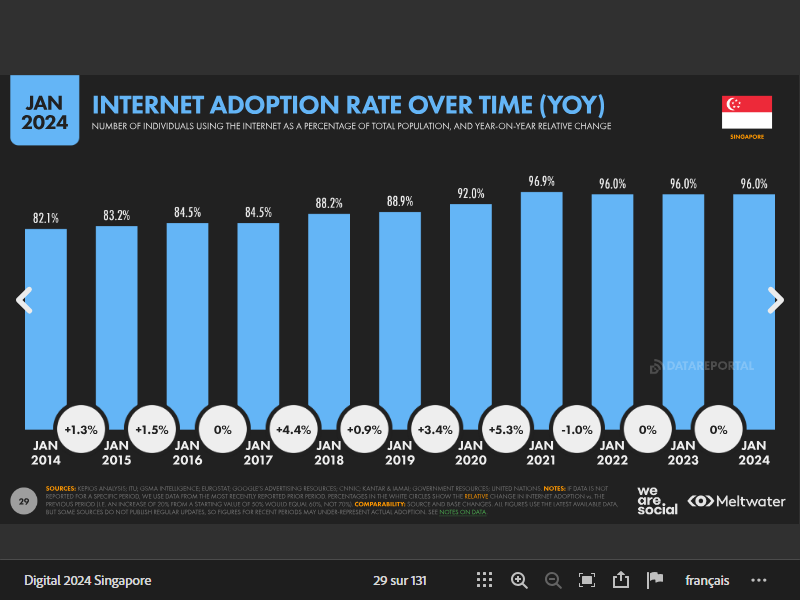 JAN
2024
INTERNET ADOPTION RATE OVER TIME (YOY)
NUMBER OF INDIVIDUALS USING THE INTERNET AS A PERCENTAGE OF TOTAL POPULATION, AND YEAR-ON-YEAR RELATIVE CHANGE
SINGAPORE
82.1% 83.2% 84.5% 84.5% 88.2% 88.9% 92.0% 96.9% 96.0% 96.0% 96.0%
DATAREPORTAL
+1.3% +1.5% 0% +4.4% +0.9% +3.4% +5.3% -1.0% 0% 0%
JAN JAN JAN JAN JAN JAN JAN JAN JAN JAN JAN
2014 2015 2016 2017 2018 2019 2020 2021 2022 2023 2024
29
SOURCES: KEPIOS ANALYSIS; ITU; GSMA INTELLIGENCE; EUROSTAT; GOOGLE'S ADVERTISING RESOURCES; CNNIC; KANTAR & IAMAI; GOVERNMENT RESOURCES; UNITED NATIONS. NOTES: IF DATA IS NOT
REPORTED FOR A SPECIFIC PERIOD, WE USE DATA FROM THE MOST RECENTLY REPORTED PRIOR PERIOD. PERCENTAGES IN THE WHITE CIRCLES SHOW THE RELATIVE CHANGE IN INTERNET ADOPTION vs. THE
PREVIOUS PERIOD (I.E. AN INCREASE OF 20% FROM A STARTING VALUE OF 50% WOULD EQUAL 60%, NOT 70%). COMPARABILITY: SOURCE AND BASE CHANGES. ALL FIGURES USE THE LATEST AVAILABLE DATA,
BUT SOME SOURCES DO NOT PUBLISH REGULAR UPDATES, SO FIGURES FOR RECENT PERIODS MAY UNDER-REPRESENT ACTUAL ADOPTION. SEE NOTES ON DATA.
we
are.
social
Meltwater
Digital 2024 Singapore
29 sur 131
français